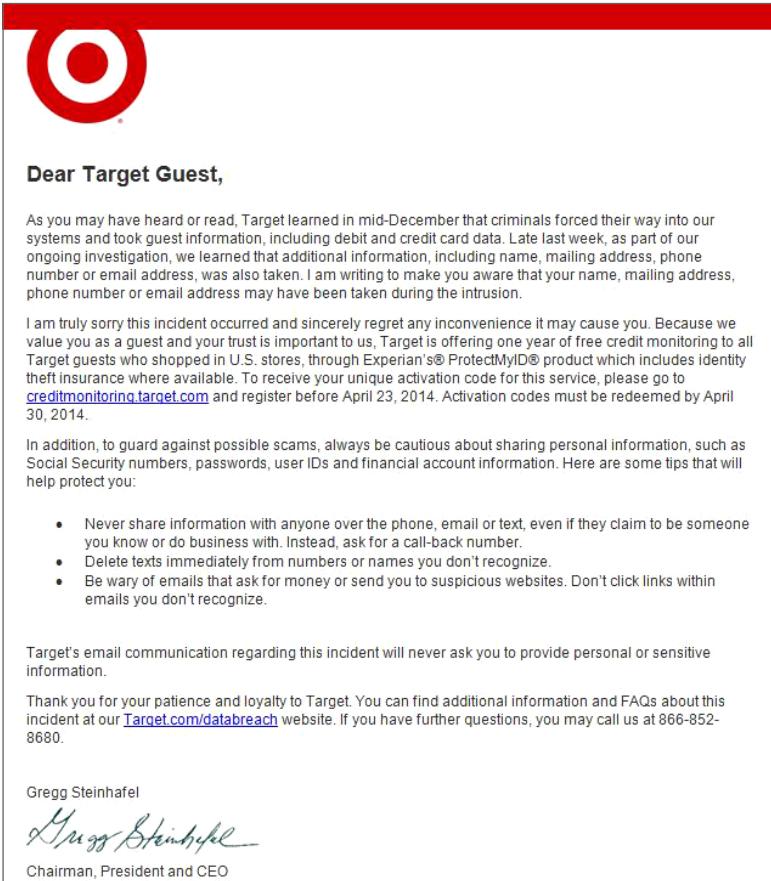 Dear Target Guest,
As you may have heard or read, Target learned in mid-December that criminals forced their way into our
systems and took guest information, including debit and credit card data. Late last week, as part of our
ongoing investigation, we learned that additional information, including name, mailing address, phone
number or email address, was also taken. I am writing to make you aware that your name, mailing address,
phone number or email address may have been taken during the intrusion.
I am truly sorry this incident occurred and sincerely regret any inconvenience it may cause you. Because we
value you as a guest and your trust is important to us, Target is offering one year of free credit monitoring to all
Target guests who shopped in U.S. stores, through Experian's® ProtectMyID® product which includes identity
theft insurance where available. To receive your unique activation code for this service, please go to
creditmonitoring.target.com and register before April 23, 2014. Activation codes must be redeemed by April
30, 2014.
In addition, to guard against possible scams, always be cautious about sharing personal information, such as
Social Security numbers, passwords, user IDs and financial account information. Here are some tips that will
help protect you:
• Never share information with anyone over the phone, email or text, even if they claim to be someone
you know or do business with. Instead, ask for a call-back number.
• Delete texts immediately from numbers or names you don't recognize.
• Be wary of emails that ask for money or send you to suspicious websites. Don't click links within
emails you don't recognize.
Target's email communication regarding this incident will never ask you to provide personal or sensitive
information.
Thank you for your patience and loyalty to Target. You can find additional information and FAQs about this
incident at our Target.com/databreach website. If you have further questions, you may call us at 866-852-
8680.
Gregg Steinhafel
Gregg Steinhafel
Chairman, President and CEO